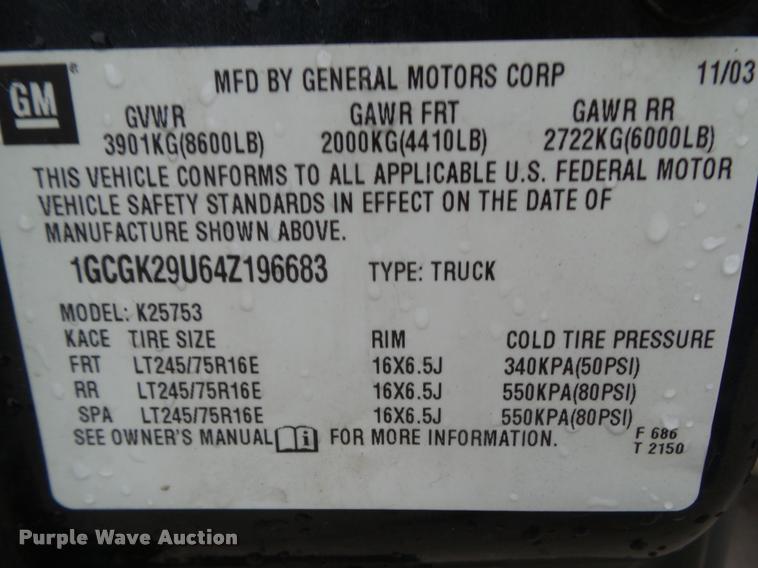 GM ®
MFD BY GENERAL MOTORS CORP 11/03
GVWR GAWR FRT GAWR RR
3901KG(8600LB) 2000KG(4410LB) 2722KG(6000LB)
THIS VEHICLE CONFORMS TO ALL APPLICABLE U.S. FEDERAL MOTOR
VEHICLE SAFETY STANDARDS IN EFFECT ON THE DATE OF
MANUFACTURE SHOWN ABOVE.
1GCGK29U64Z196683 TYPE: TRUCK
MODEL: K25753
KACE TIRE SIZE RIM COLD TIRE PRESSURE
FRT LT245/75R16E 16X6.5J 340KPA(50PSI)
RR LT245/75R16E 16X6.5J 550KPA(80PSI)
SPA LT245/75R16E 16X6.5J 550KPA(80PSI)
SEE OWNER'S MANUAL i FOR MORE INFORMATION. F 686
T 2150
Purple Wave Auction